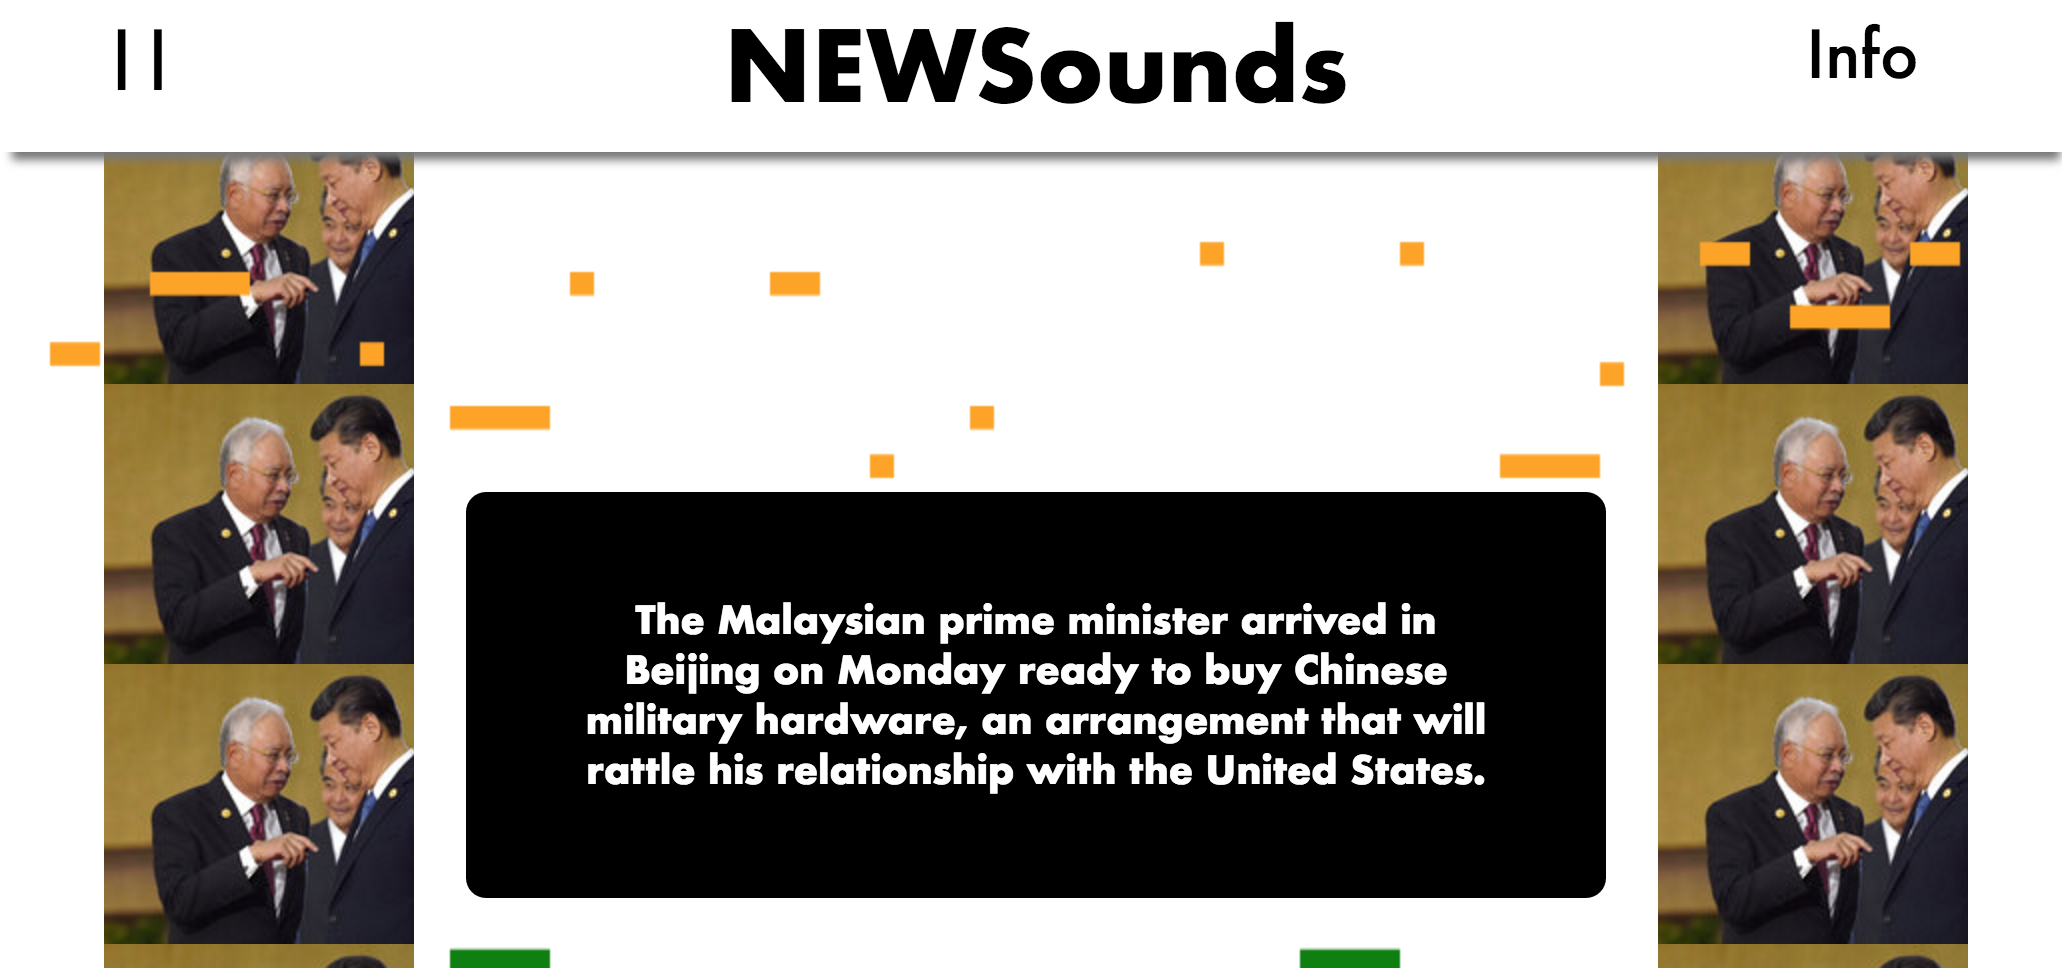 NEWSounds
Info
The Malaysian prime minister arrived in
Beijing on Monday ready to buy Chinese
military hardware, an arrangement that will
rattle his relationship with the United States.